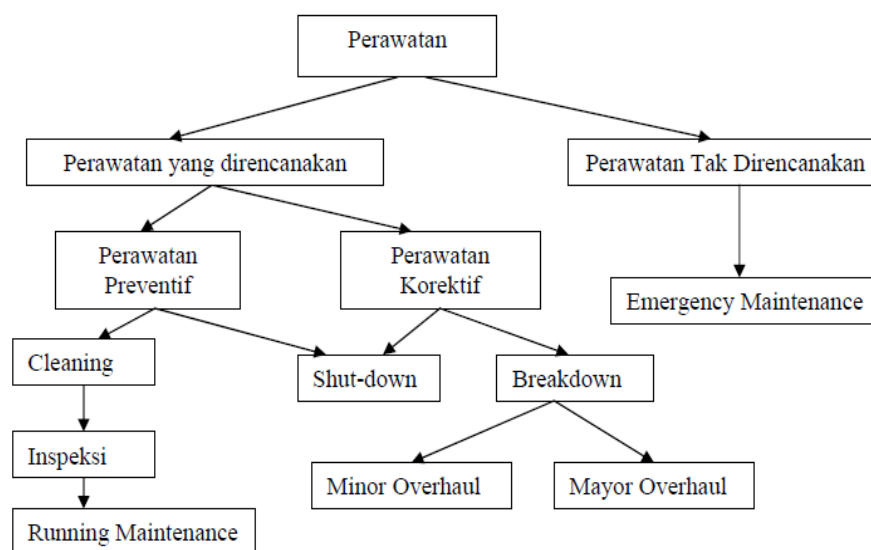 Perawatan
Perawatan yang direncanakan
Perawatan Tak Direncanakan
Perawatan
Preventif
Perawatan
Korektif
Emergency Maintenance
Cleaning
Shut-down
Breakdown
Inspeksi
Minor Overhaul
Mayor Overhaul
Running Maintenance